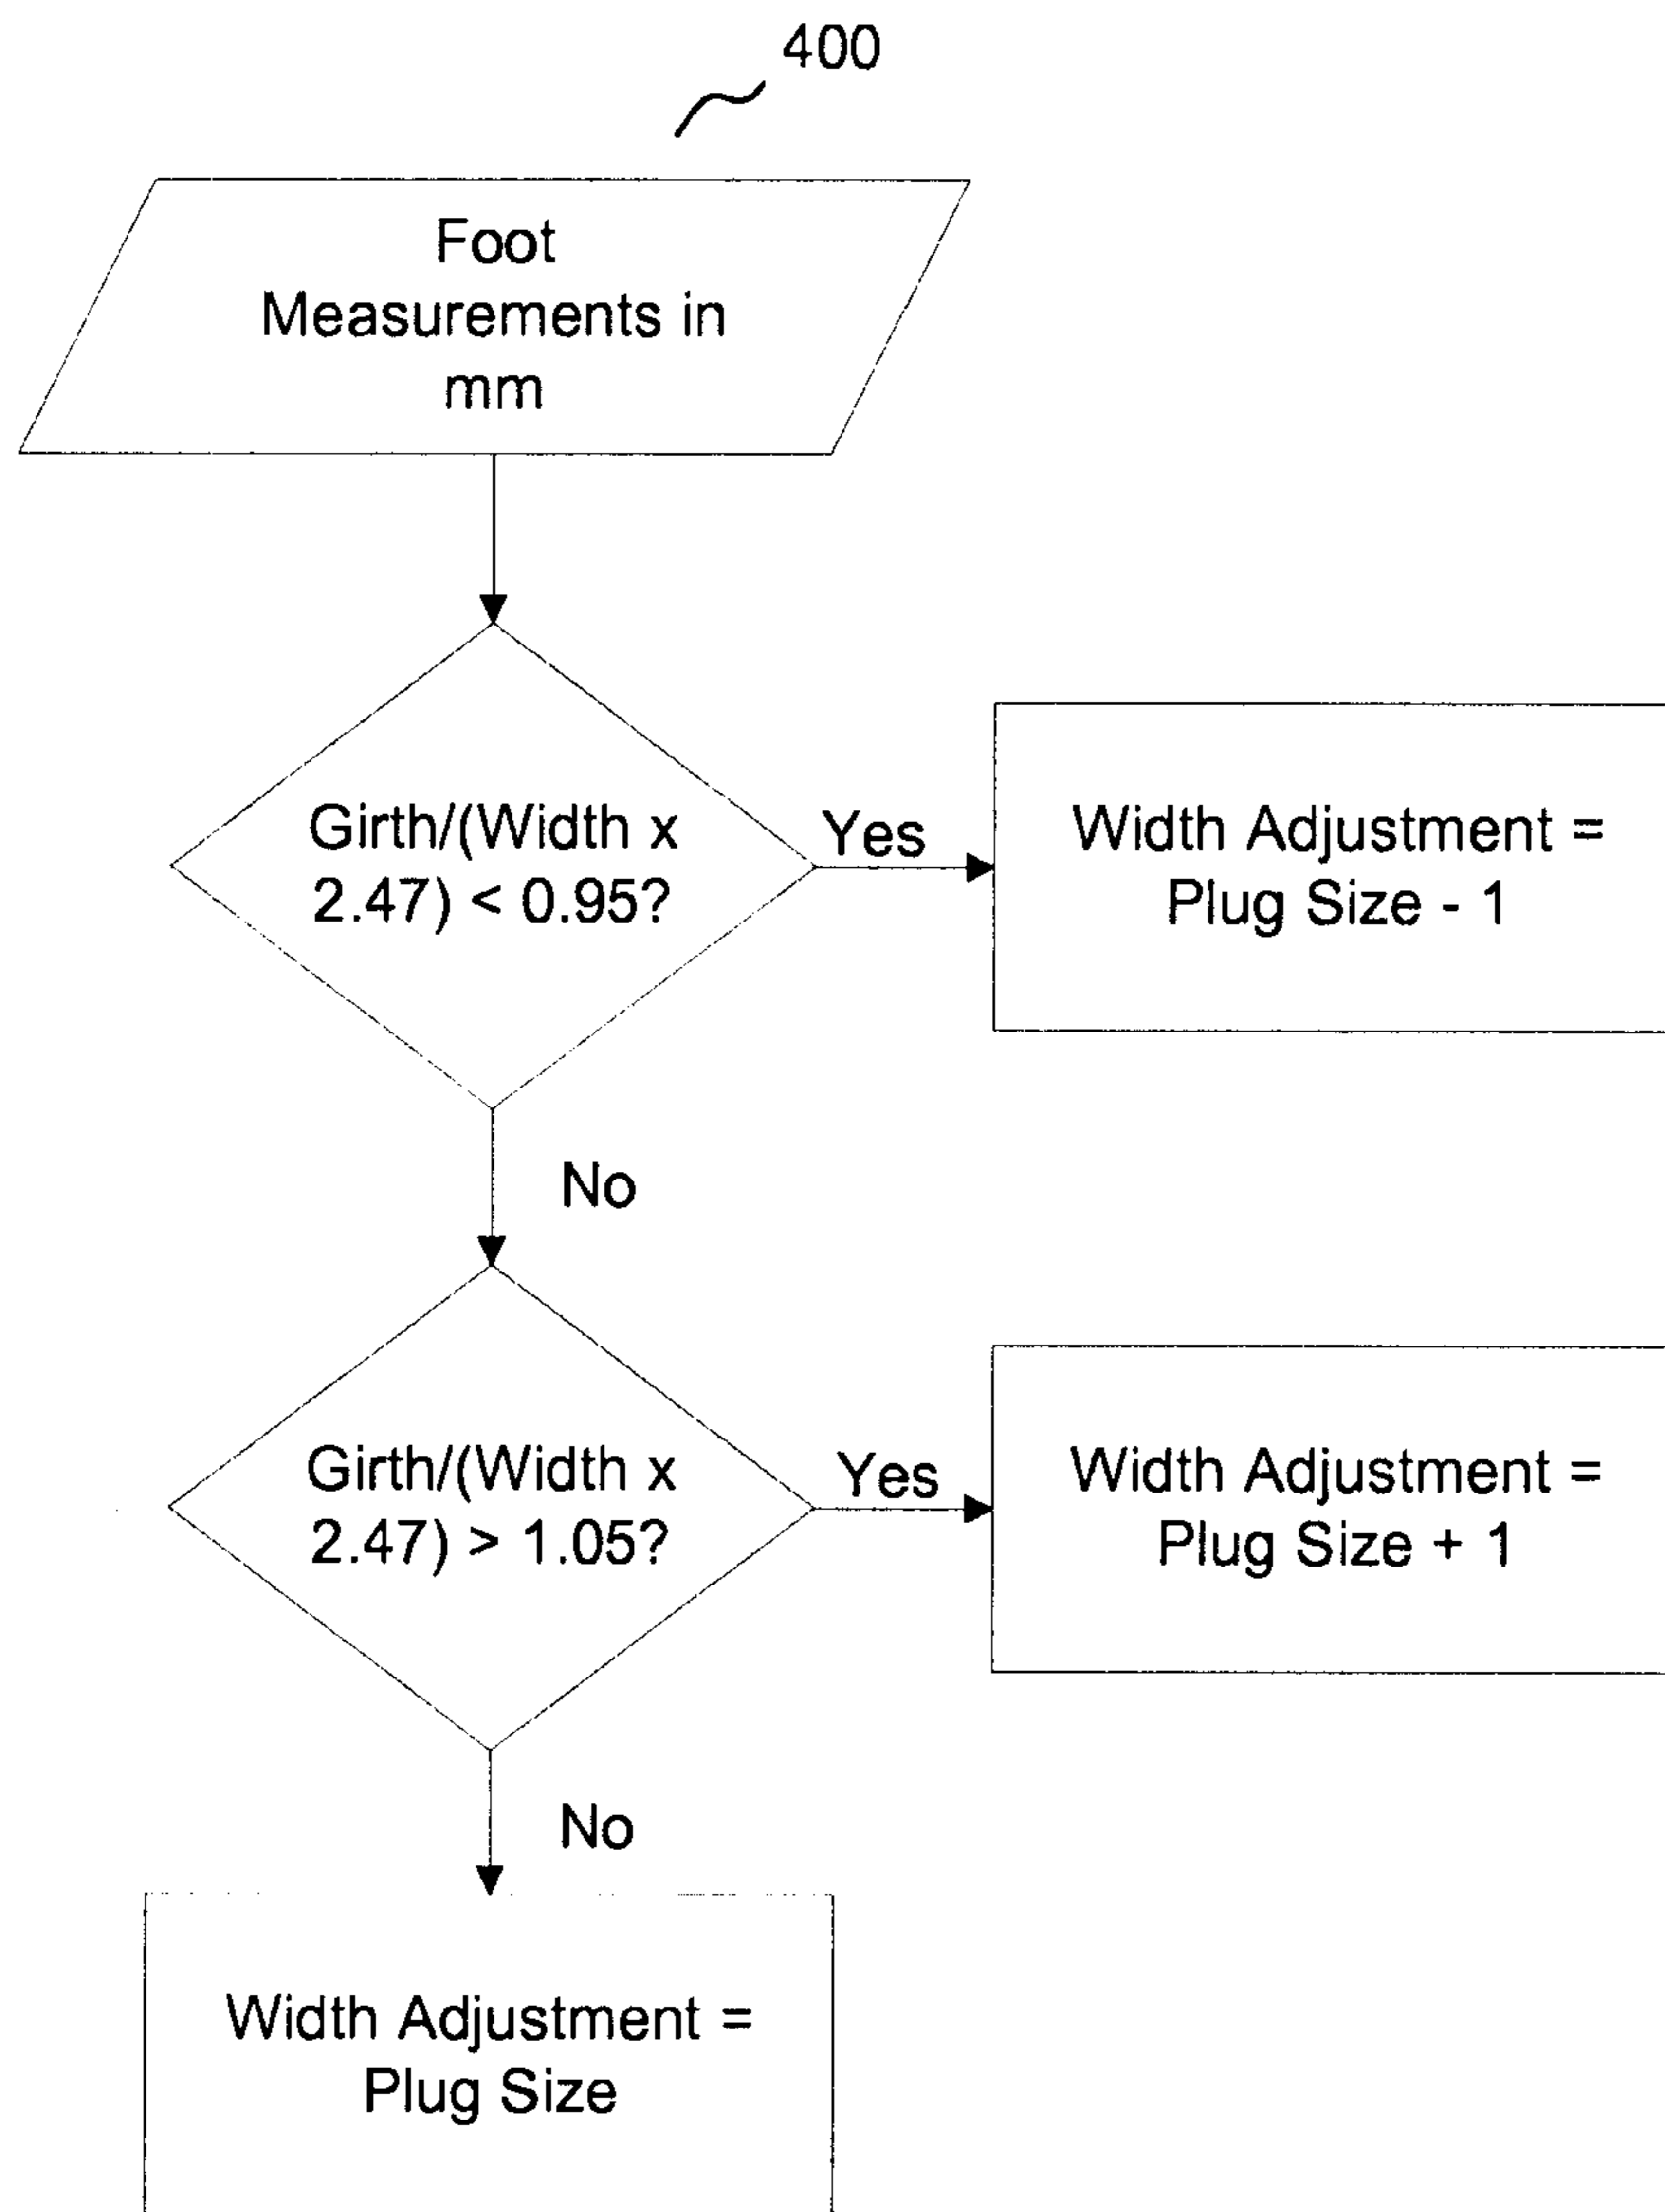 400
Foot
Measurements in
mm
Girth/(Width x
2.47) < 0.95?
Yes
Width Adjustment =
Plug Size - 1
No
Girth/(Width x
2.47) > 1.05?
Yes
Width Adjustment =
Plug Size + 1
No
Width Adjustment =
Plug Size